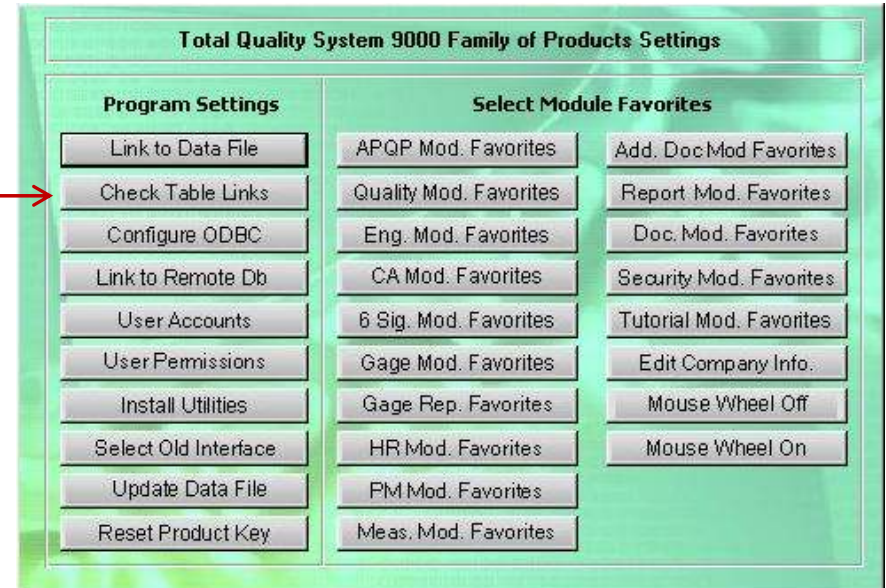 Total Quality System 9000 Family of Products Settings
Program Settings
Link to Data File
Check Table Links
Configure ODBC
Link to Remote Db
User Accounts
User Permissions
Install Utilities
Select Old Interface
Update Data File
Reset Product Key
Select Module Favorites
APQP Mod. Favorites
Quality Mod. Favorites
Eng. Mod. Favorites
CA Mod. Favorites
6 Sig. Mod. Favorites
Gage Mod. Favorites
Gage Rep. Favorites
HR Mod. Favorites
PM Mod. Favorites
Meas. Mod. Favorites
Add. Doc Mod Favorites
Report Mod. Favorites
Doc. Mod. Favorites
Security Mod. Favorites
Tutorial Mod. Favorites
Edit Company Info.
Mouse Wheel Off
Mouse Wheel On